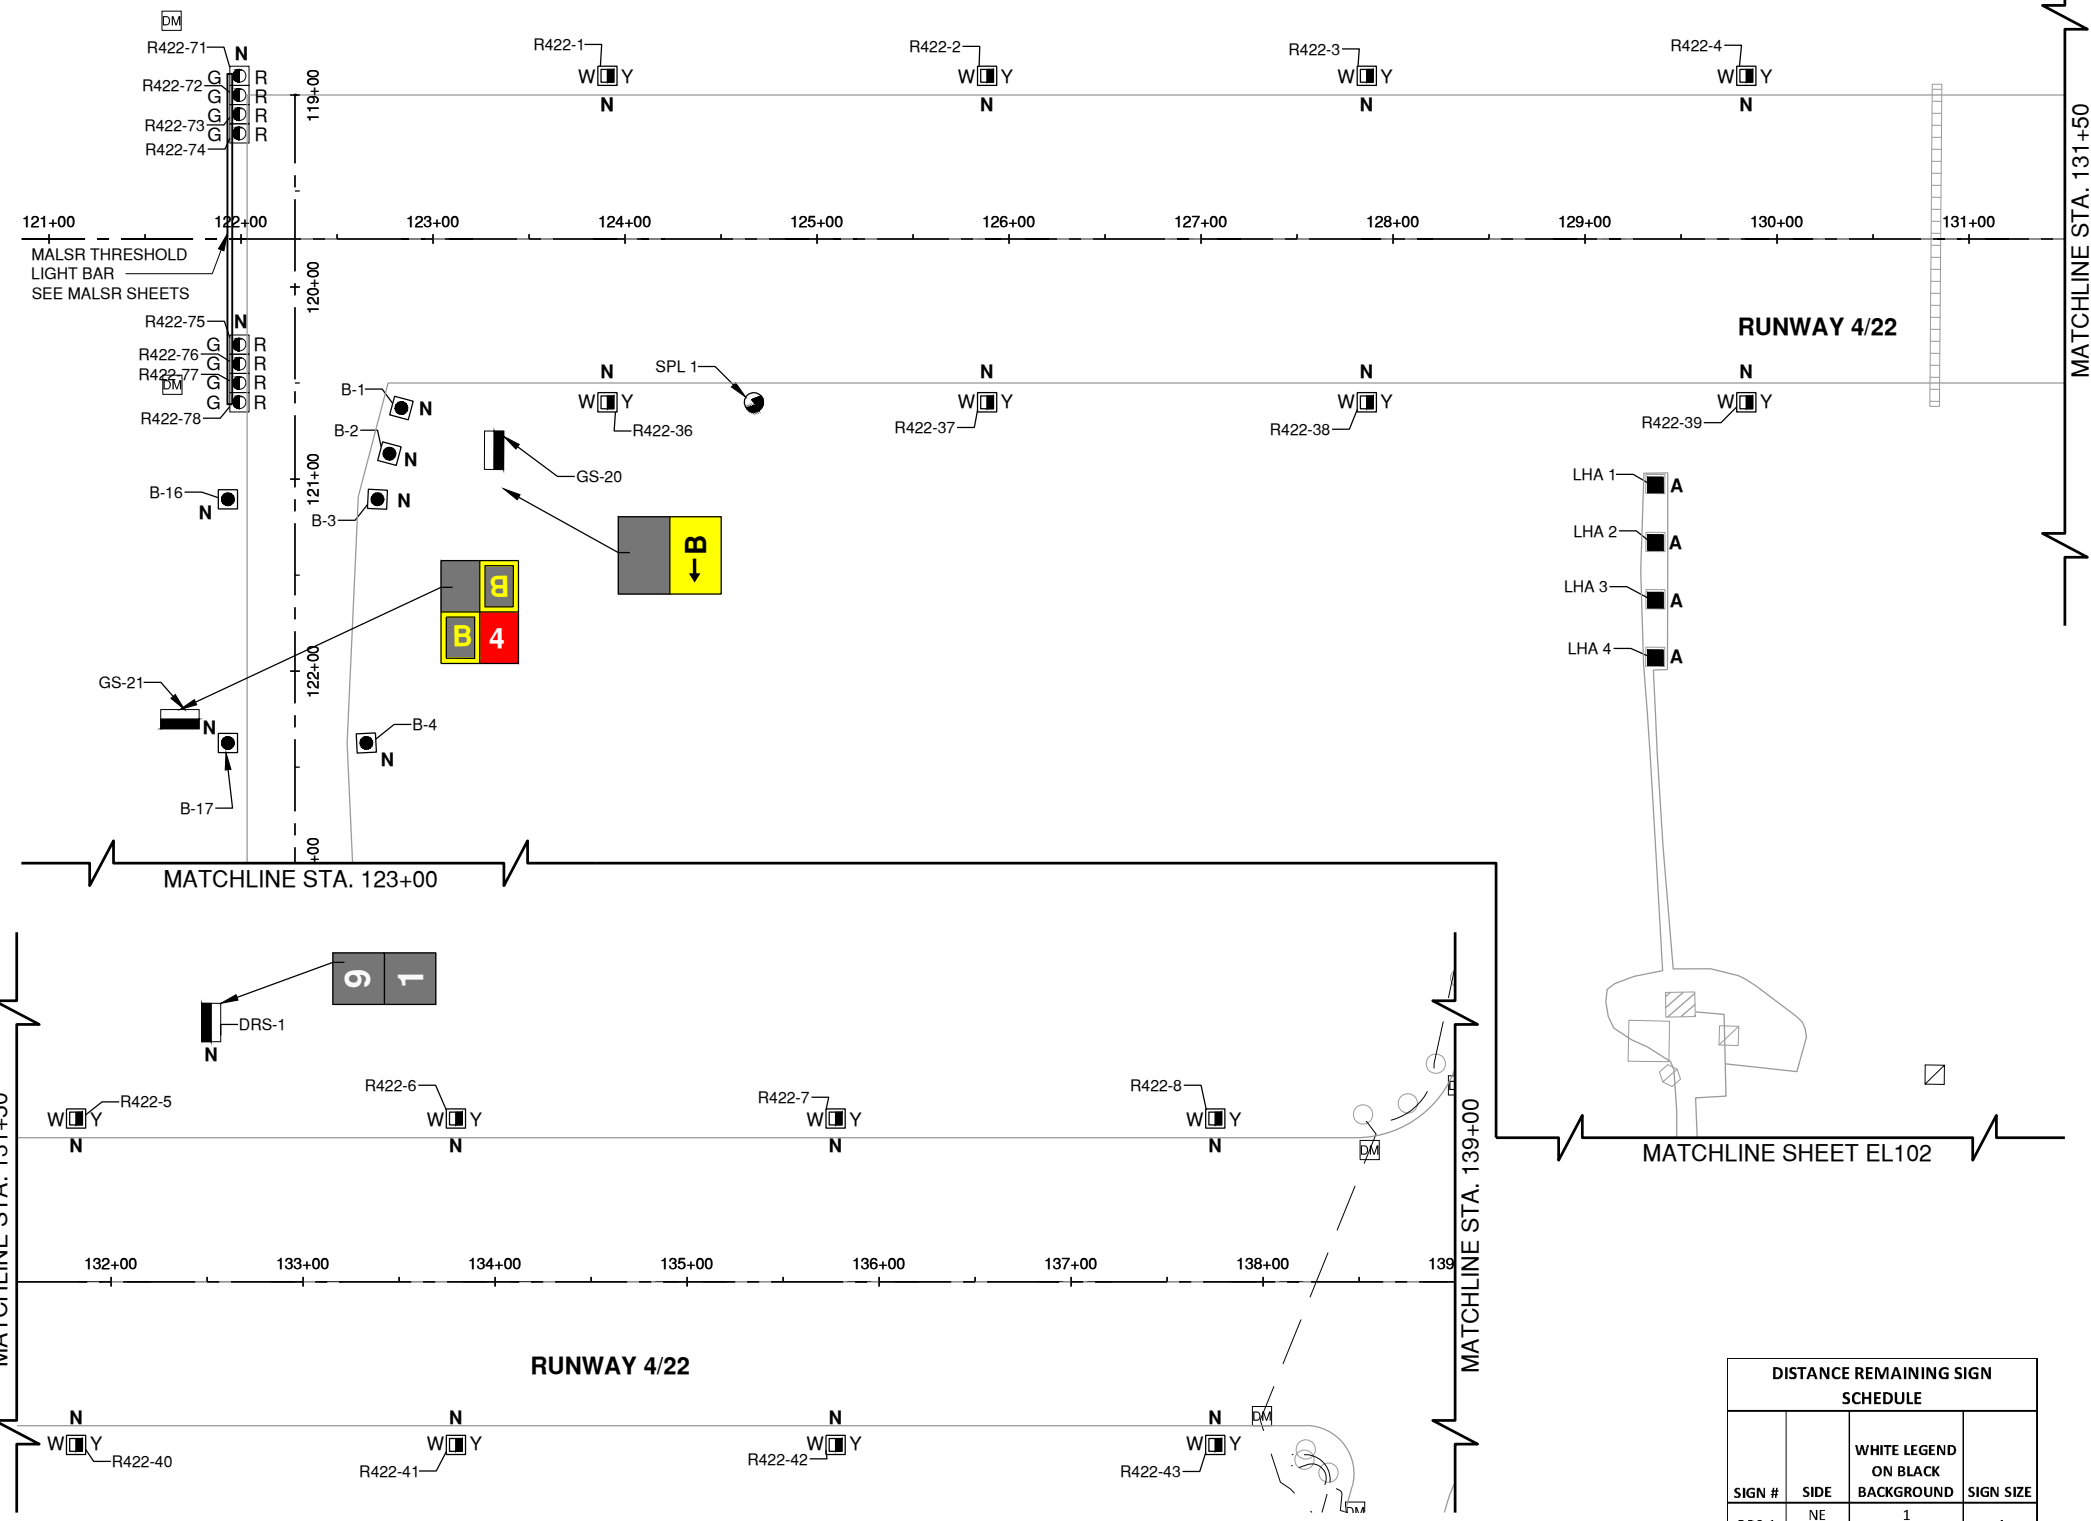 DM
R422-71
N
R422-1
R422-2
R422-3
R422-4
G R
W Y
W Y
W Y
W Y
R422-72
G R
N
N
N
N
R422-73
G R
R422-74
G R
119+00
MATCHLINE STA. 131+50
121+00
122+00
123+00
124+00
125+00
126+00
127+00
128+00
129+00
130+00
131+00
MALSR THRESHOLD
LIGHT BAR
SEE MALSR SHEETS
120+00
R422-75
N
RUNWAY 4/22
G R
R422-76
G R
R422-77
DM
G R
R422-78
G R
SPL 1
N
N
N
N
B-1
N
W Y
W Y
W Y
W Y
R422-36
R422-37
R422-38
R422-39
B-2
N
GS-20
B-16
N
B-3
N
121+00
LHA 1
A
LHA 2
A
LHA 3
A
LHA 4
A
B
B
B 4
122+00
GS-21
N
B-4
N
B-17
+00
MATCHLINE STA. 123+00
9 1
DRS-1
N
R422-5
R422-6
R422-7
R422-8
W Y
W Y
W Y
W Y
N
N
N
N
DM
MATCHLINE STA. 139+00
MATCHLINE SHEET EL102
MATCHLINE STA. 131+50
132+00
133+00
134+00
135+00
136+00
137+00
138+00
139
RUNWAY 4/22
N
N
N
N
DM
W Y
W Y
W Y
W Y
R422-40
R422-41
R422-42
R422-43
DM
DISTANCE REMAINING SIGN
SCHEDULE
SIGN #
SIDE
WHITE LEGEND
ON BLACK
BACKGROUND
SIGN SIZE
NE
1